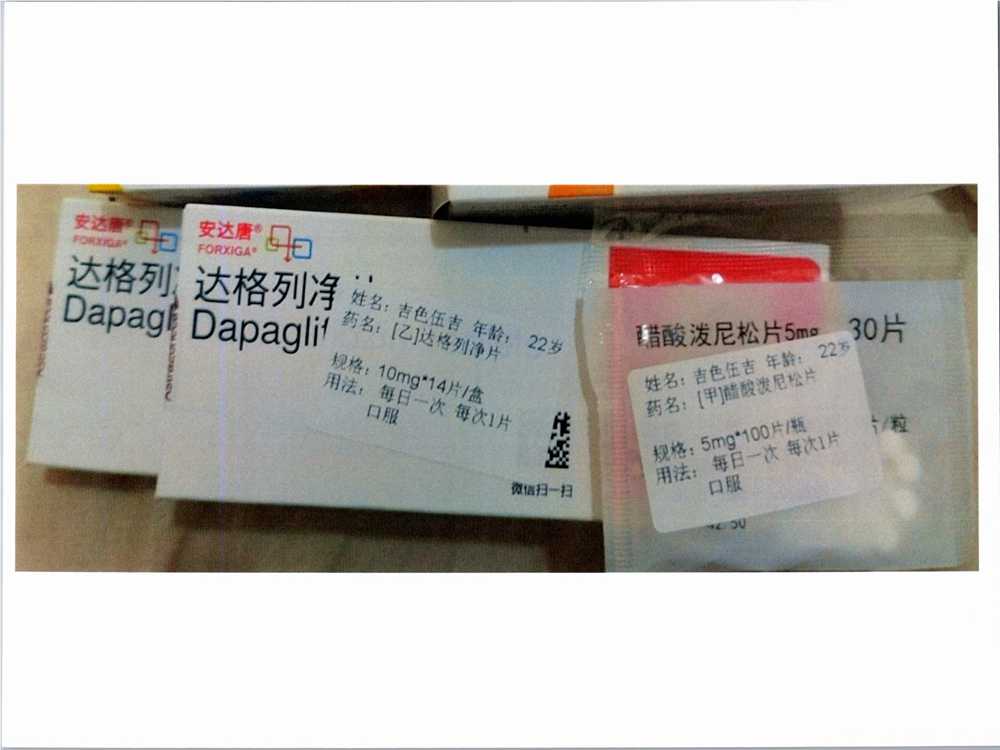 安达唐®
FORXIGA®
达格列
Dapagl
安达唐®
FORXIGA®
达格列净
Dapaglif
姓名：吉色伍吉 年龄： 22岁
药名：[乙]达格列净片
规格：10mg*14片/盒
用法： 每日一次 每次1片
口服
微信扫一扫
醋酸泼尼松片5mg 30片
姓名：吉色伍吉 年龄： 22岁
药名：[甲]醋酸泼尼松片
规格：5mg*100片/瓶
用法： 每日一次 每次1片
口服
片/粒